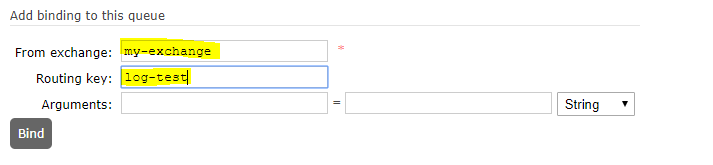 Add binding to this queue
From exchange: my-exchange *
Routing key: log-test
Arguments: = String
Bind